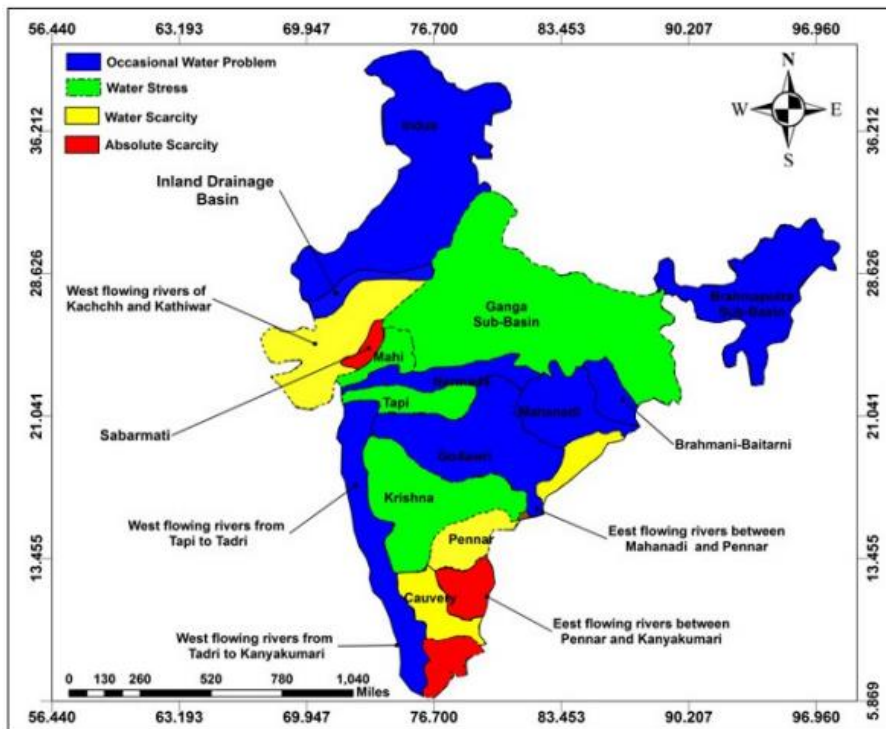 56.440 63.193 69.947 76.700 83.453 90.207 96.960
Occasional Water Problem
Water Stress
Water Scarcity
Absolute Scarcity
N
W E
S
36.212
36.212
Indus
Inland Drainage
Basin
28.626
28.626
West flowing rivers of
Kachchh and Kathiwar
Ganga
Sub-Basin
Brahmaputra
Sub-Basin
Mahi
Narmada
Tapi
Mahanadi
21.041
21.041
Sabarmati
Brahmani-Baitarni
Godavari
Krishna
West flowing rivers from
Tapi to Tadri
Eest flowing rivers between
Mahanadi and Pennar
Pennar
13.455
13.455
Cauvery
West flowing rivers from
Tadri to Kanyakumari
Eest flowing rivers between
Pennar and Kanyakumari
0 130 260 520 780 1,040
Miles
5.869
5.869
56.440 63.193 69.947 76.700 83.453 90.207 96.960